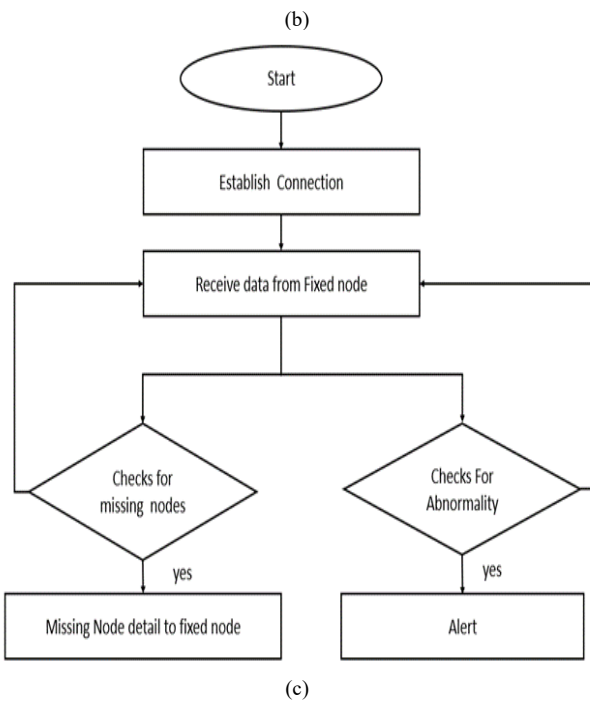 (b)
Start
Establish Connection
Receive data from Fixed node
Checks for
missing nodes
Checks For
Abnormality
yes
yes
Missing Node detail to fixed node
Alert
(c)